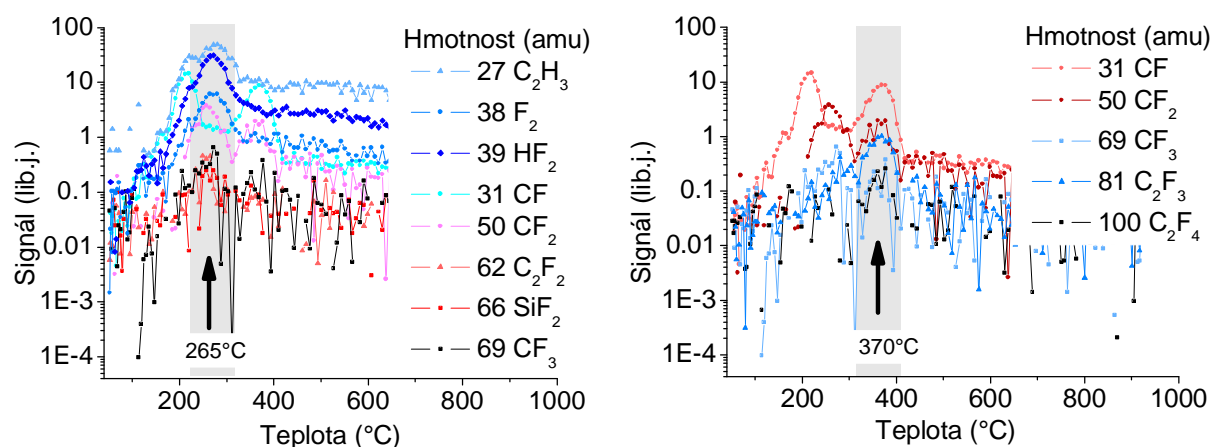 100
10
1
0.1
0.01
1E-3
1E-4
Signál (lib.j.)
200 400 600 800 1000
Teplota (°C)
265°C
Hmotnost (amu)
27 C₂H₃
38 F₂
39 HF₂
31 CF
50 CF₂
62 C₂F₂
66 SiF₂
69 CF₃
100
10
1
0.1
0.01
1E-3
1E-4
Signál (lib.j.)
200 400 600 800 1000
Teplota (°C)
370°C
Hmotnost (amu)
31 CF
50 CF₂
69 CF₃
81 C₂F₃
100 C₂F₄